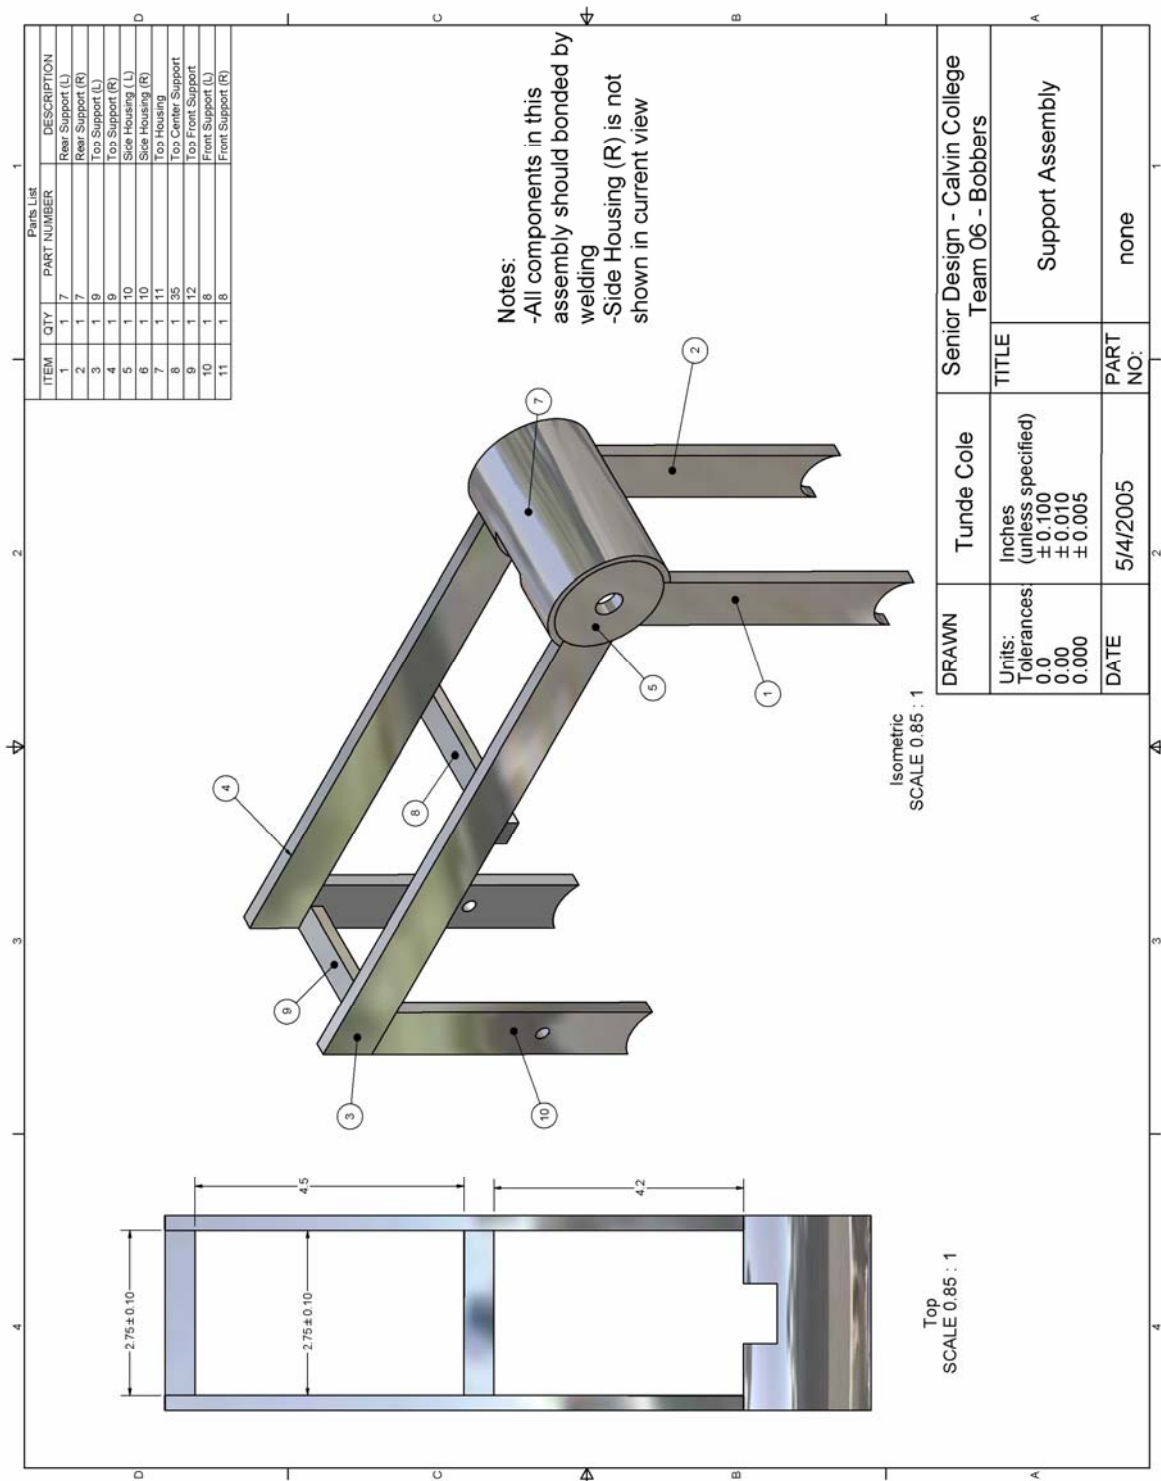 Parts List
ITEM QTY PART NUMBER DESCRIPTION
1 1 7 Rear Support (L)
2 1 7 Rear Support (R)
3 1 9 Top Support (L)
4 1 9 Top Support (R)
5 1 10 Side Housing ( L)
6 1 10 Side Housing (R)
7 1 11 Top Housing
8 1 35 Top Center Support
9 1 12 Top Front Support
10 1 8 Front Support (L)
11 1 8 Front Support (R)
Notes:
-All components in this
assembly should bonded by
welding
-Side Housing (R) is not
shown in current view
4 3 2 1
D
C
B
A
2.75±0.10
2.75±0.10
4.5
4.2
Top
SCALE 0.85 : 1
3
9
4
8
10
7
2
5
1
Isometric
SCALE 0.85 : 1
DRAWN Tunde Cole
Senior Design - Calvin College
Team 06 - Bobbers
Units: Inches
Tolerances: (unless specified)
0.0 ± 0.100
0.00 ± 0.010
0.000 ± 0.005
TITLE
Support Assembly
DATE 5/4/2005
PART
NO:
none
4 3 2 1
D
C
B
A